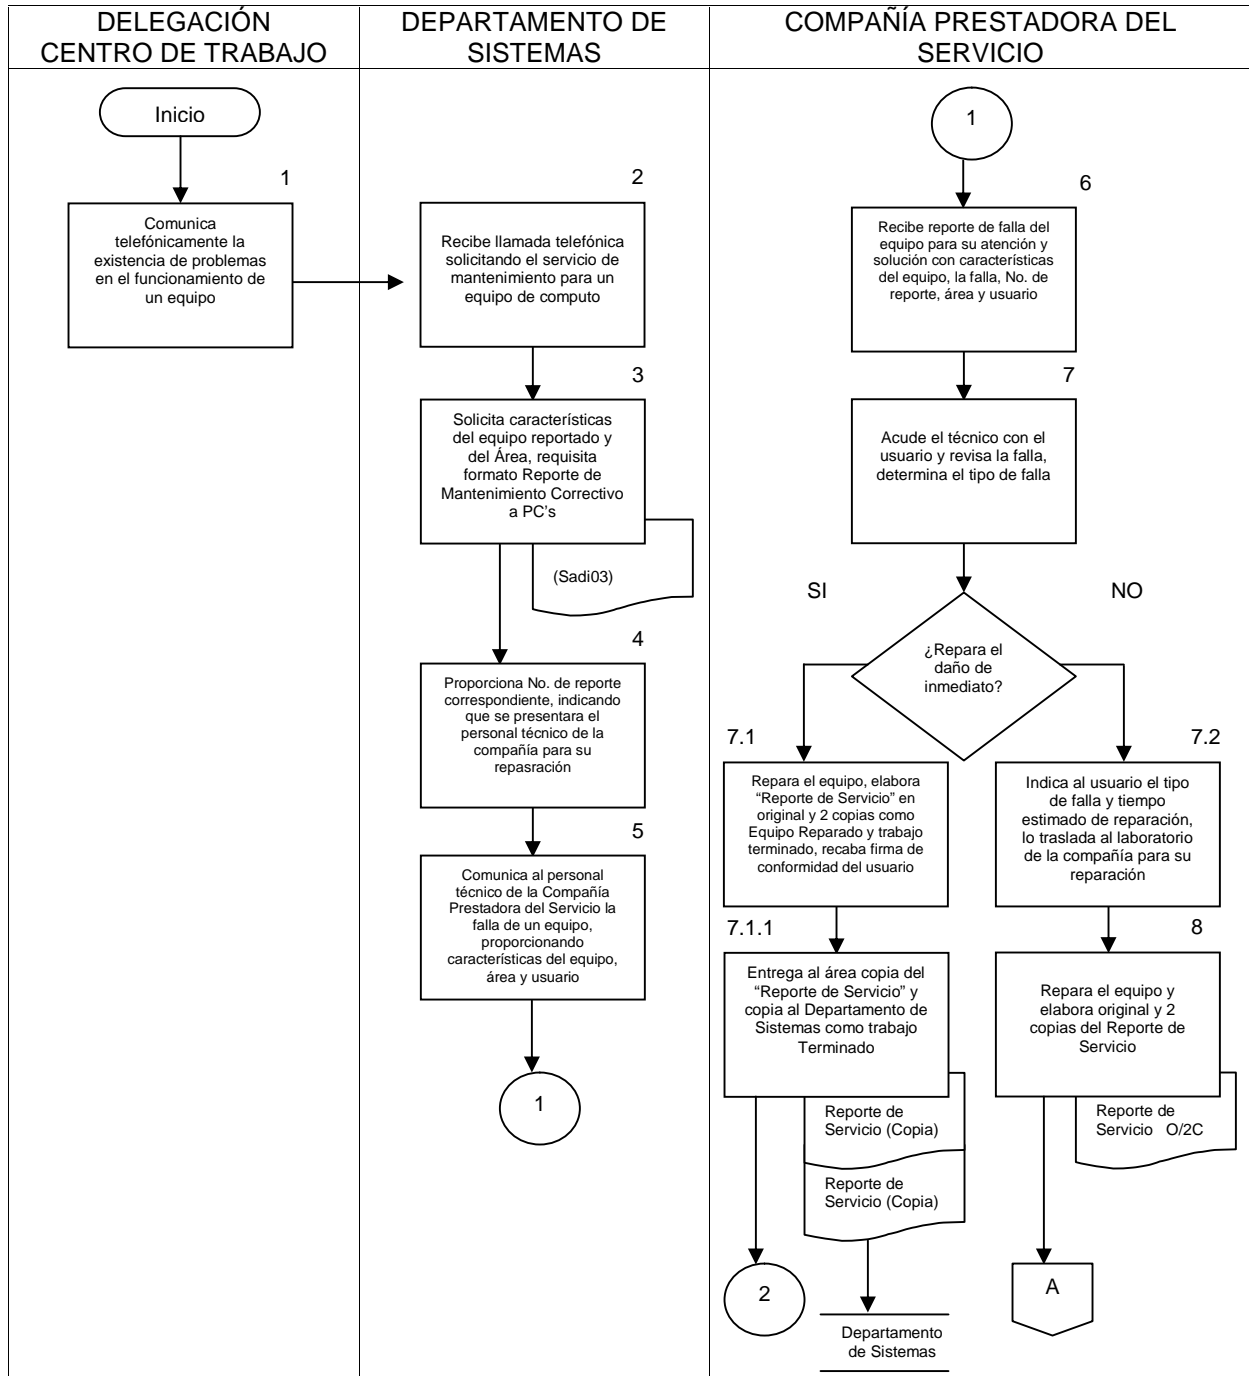 DELEGACIÓN
CENTRO DE TRABAJO
DEPARTAMENTO DE
SISTEMAS
COMPAÑÍA PRESTADORA DEL
SERVICIO
Inicio
1
Comunica
telefónicamente la
existencia de problemas
en el funcionamiento de
un equipo
2
Recibe llamada telefónica
solicitando el servicio de
mantenimiento para un
equipo de computo
3
Solicita características
del equipo reportado y
del Área, requisita
formato Reporte de
Mantenimiento Correctivo
a PC's
(Sadi03)
4
Proporciona No. de reporte
correspondiente, indicando
que se presentara el
personal técnico de la
compañía para su
repasración
5
Comunica al personal
técnico de la Compañía
Prestadora del Servicio la
falla de un equipo,
proporcionando
características del equipo,
área y usuario
1
1
6
Recibe reporte de falla del
equipo para su atención y
solución con características
del equipo, la falla, No. de
reporte, área y usuario
7
Acude el técnico con el
usuario y revisa la falla,
determina el tipo de falla
SI
NO
¿Repara el
daño de
inmediato?
7.1
Repara el equipo, elabora
“Reporte de Servicio” en
original y 2 copias como
Equipo Reparado y trabajo
terminado, recaba firma de
conformidad del usuario
7.1.1
Entrega al área copia del
“Reporte de Servicio” y
copia al Departamento de
Sistemas como trabajo
Terminado
Reporte de
Servicio (Copia)
Reporte de
Servicio (Copia)
2
Departamento
de Sistemas
7.2
Indica al usuario el tipo
de falla y tiempo
estimado de reparación,
lo traslada al laboratorio
de la compañía para su
reparación
8
Repara el equipo y
elabora original y 2
copias del Reporte de
Servicio
Reporte de
Servicio O/2C
A